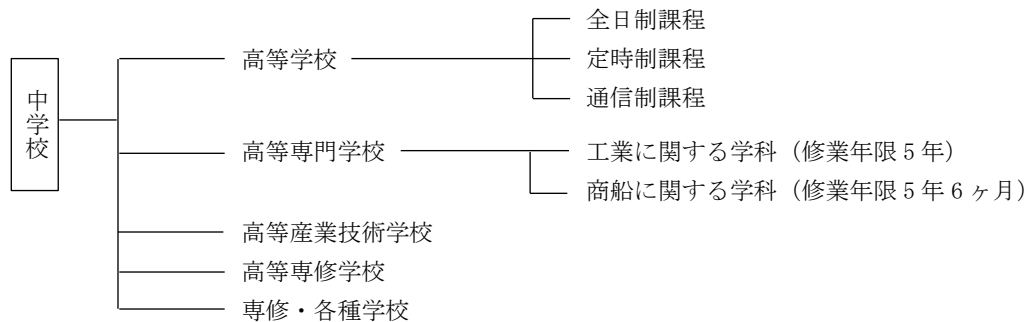 中学校
高等学校
全日制課程
定時制課程
通信制課程
高等専門学校
工業に関する学科（修業年限５年）
商船に関する学科（修業年限５年６ヶ月）
高等産業技術学校
高等専修学校
専修・各種学校